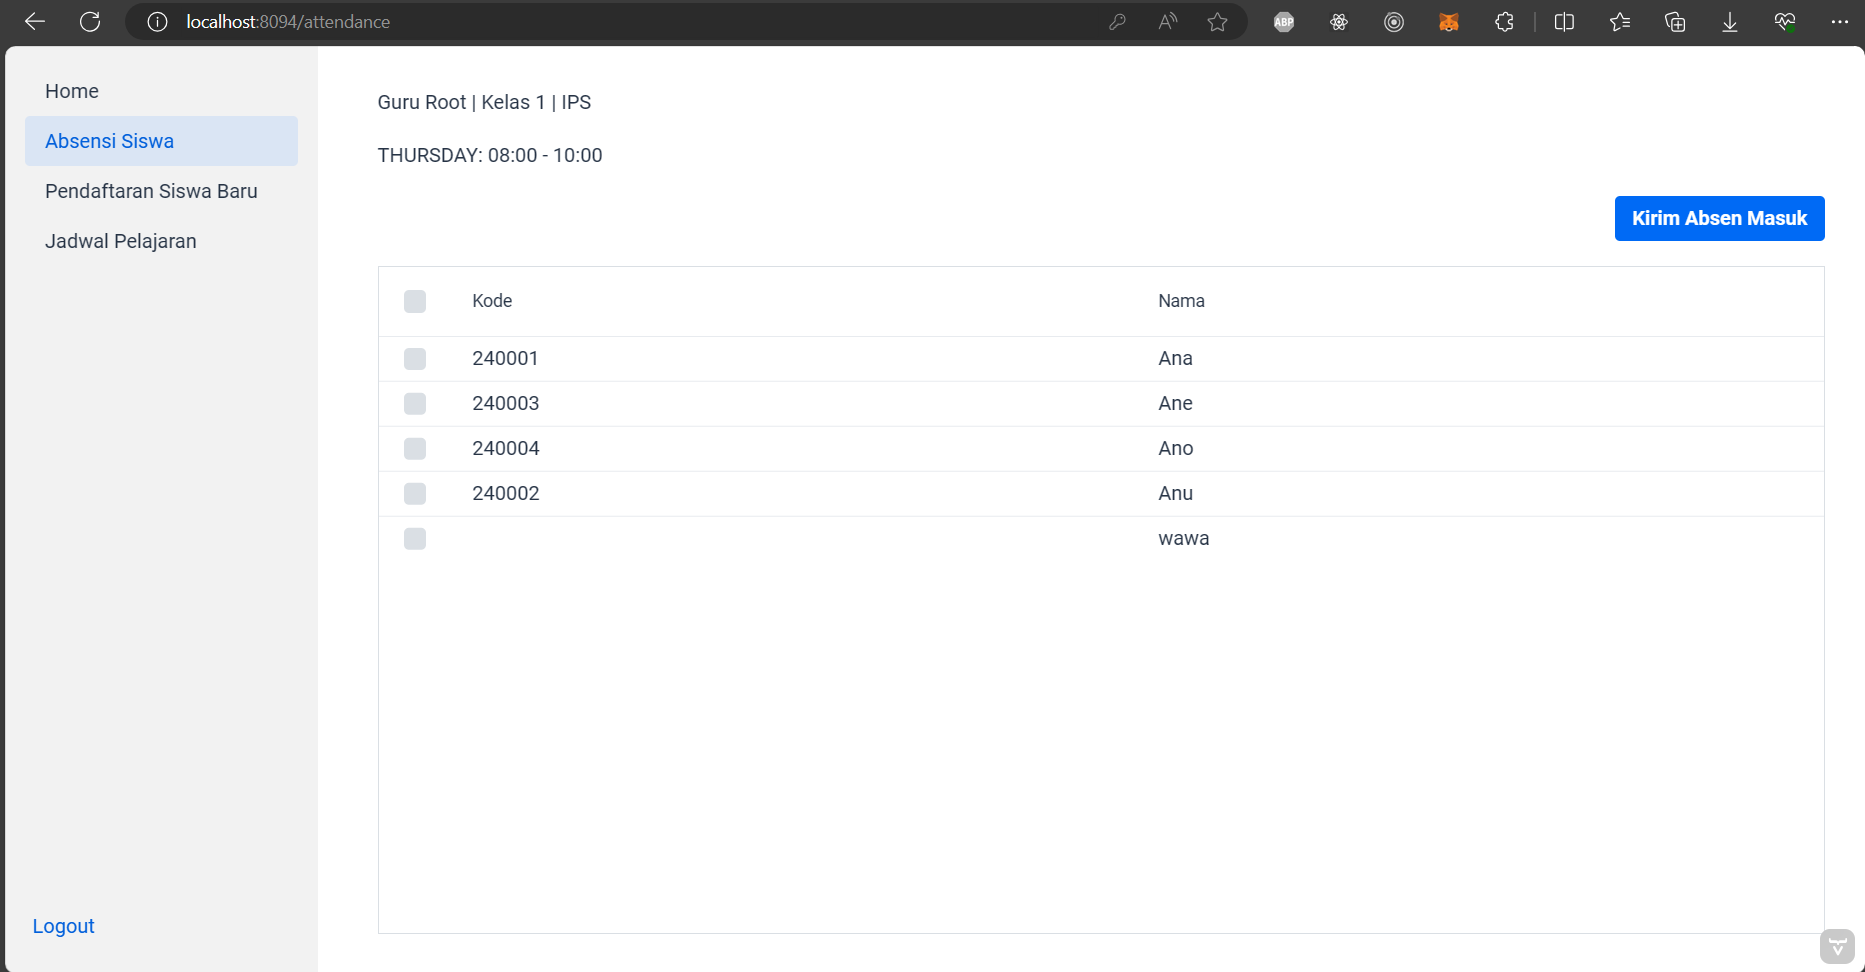 localhost:8094/attendance
ABP
Home
Absensi Siswa
Pendaftaran Siswa Baru
Jadwal Pelajaran
Logout
Guru Root | Kelas 1 | IPS
THURSDAY: 08:00 - 10:00
Kirim Absen Masuk
Kode Nama
240001 Ana
240003 Ane
240004 Ano
240002 Anu
wawa